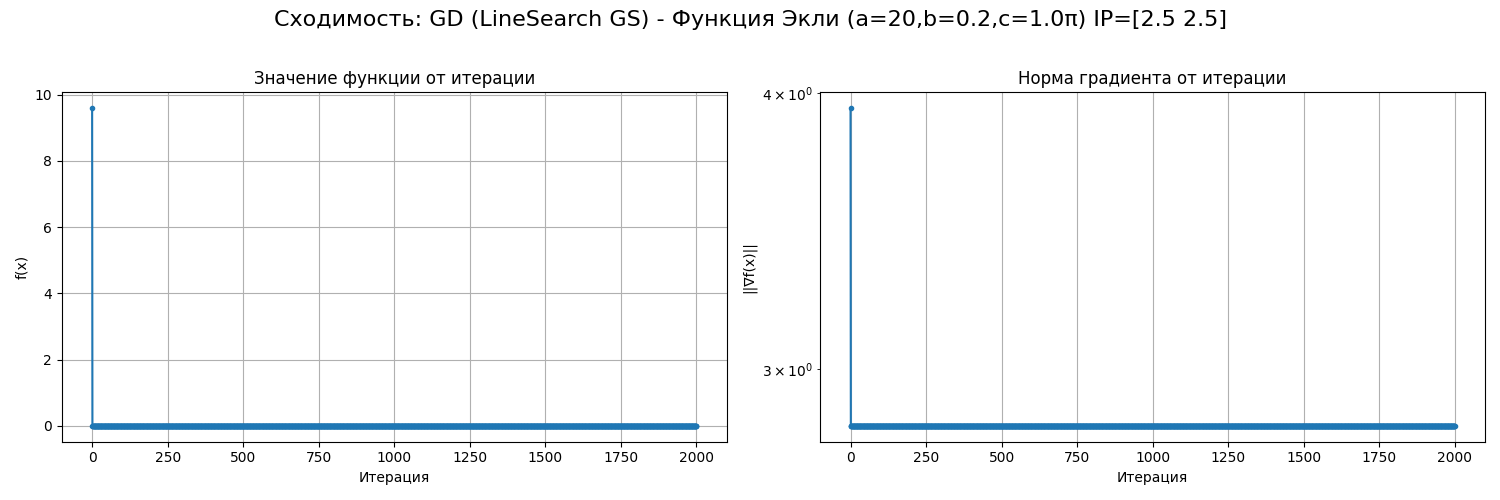 Сходимость: GD (LineSearch GS) - Функция Экли (a=20,b=0.2,c=1.0π) IP=[2.5 2.5]
Значение функции от итерации
f(x)
10
8
6
4
2
0
0 250 500 750 1000 1250 1500 1750 2000
Итерация
Норма градиента от итерации
||∇f(x)||
4 × 10⁰
3 × 10⁰
0 250 500 750 1000 1250 1500 1750 2000
Итерация